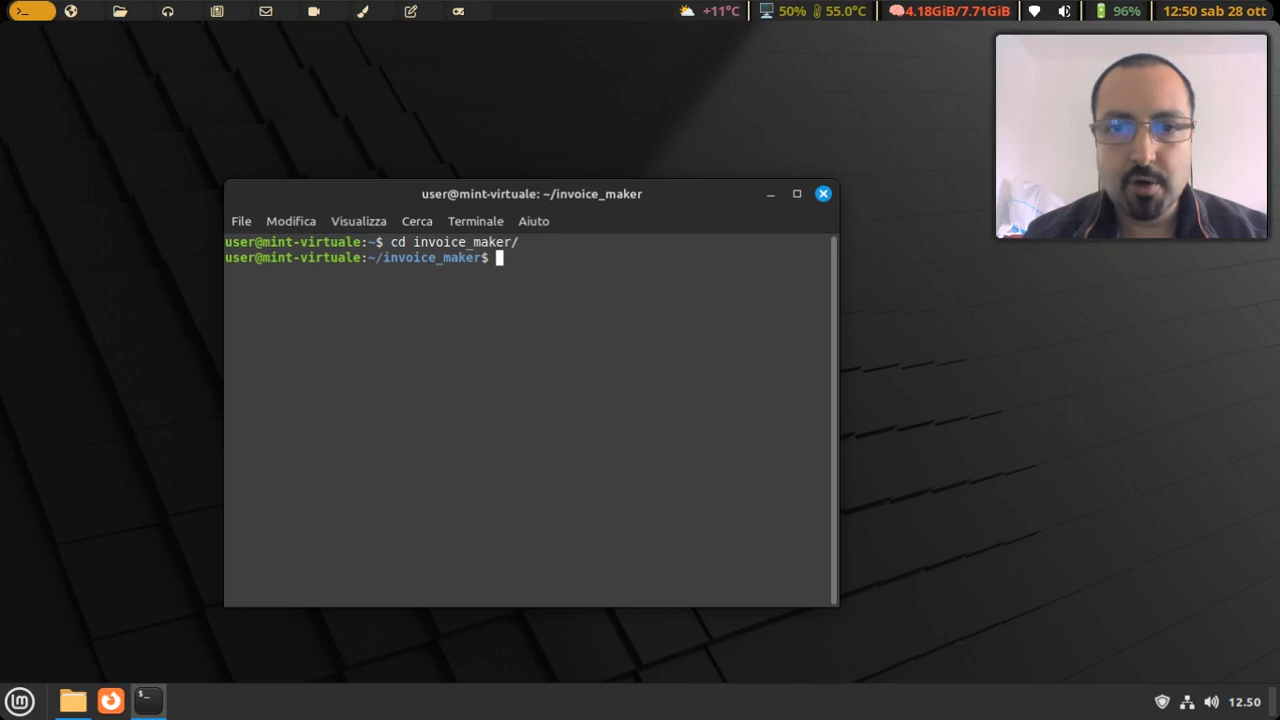 +11°C 50% 55.0°C 4.18GiB/7.71GiB 96% 12:50 sab 28 ott
user@mint-virtuale: ~/invoice_maker
File Modifica Visualizza Cerca Terminale Aiuto
user@mint-virtuale:~$ cd invoice_maker/
user@mint-virtuale:~/invoice_maker$
12.50